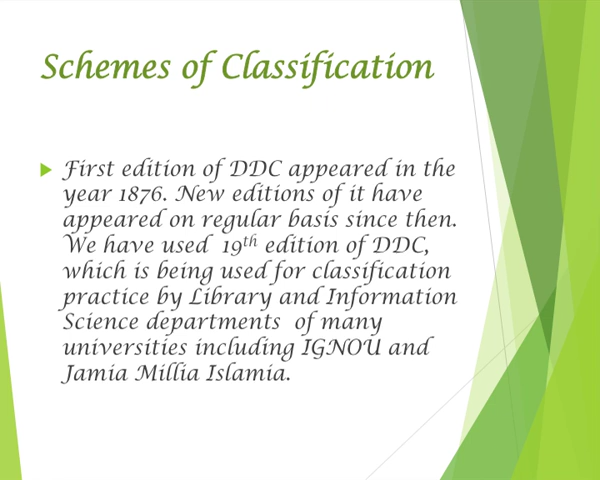 Schemes of Classification
First edition of DDC appeared in the
year 1876. New editions of it have
appeared on regular basis since then.
We have used 19th edition of DDC,
which is being used for classification
practice by Library and Information
Science departments of many
universities including IGNOU and
Jamia Millia Islamia.